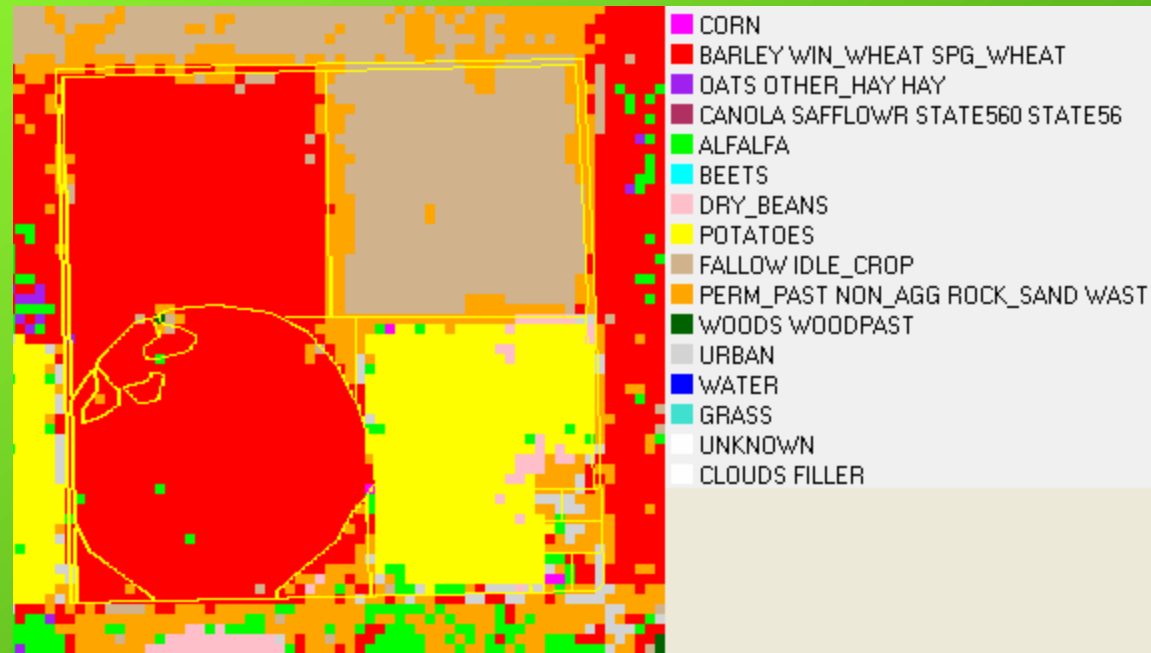 CORN
BARLEY WIN_WHEAT SPG_WHEAT
OATS OTHER_HAY HAY
CANOLA SAFFLOWR STATE560 STATE56
ALFALFA
BEETS
DRY_BEANS
POTATOES
FALLOW IDLE_CROP
PERM_PAST NON_AGG ROCK_SAND WAST
WOODS WOODPAST
URBAN
WATER
GRASS
UNKNOWN
CLOUDS FILLER